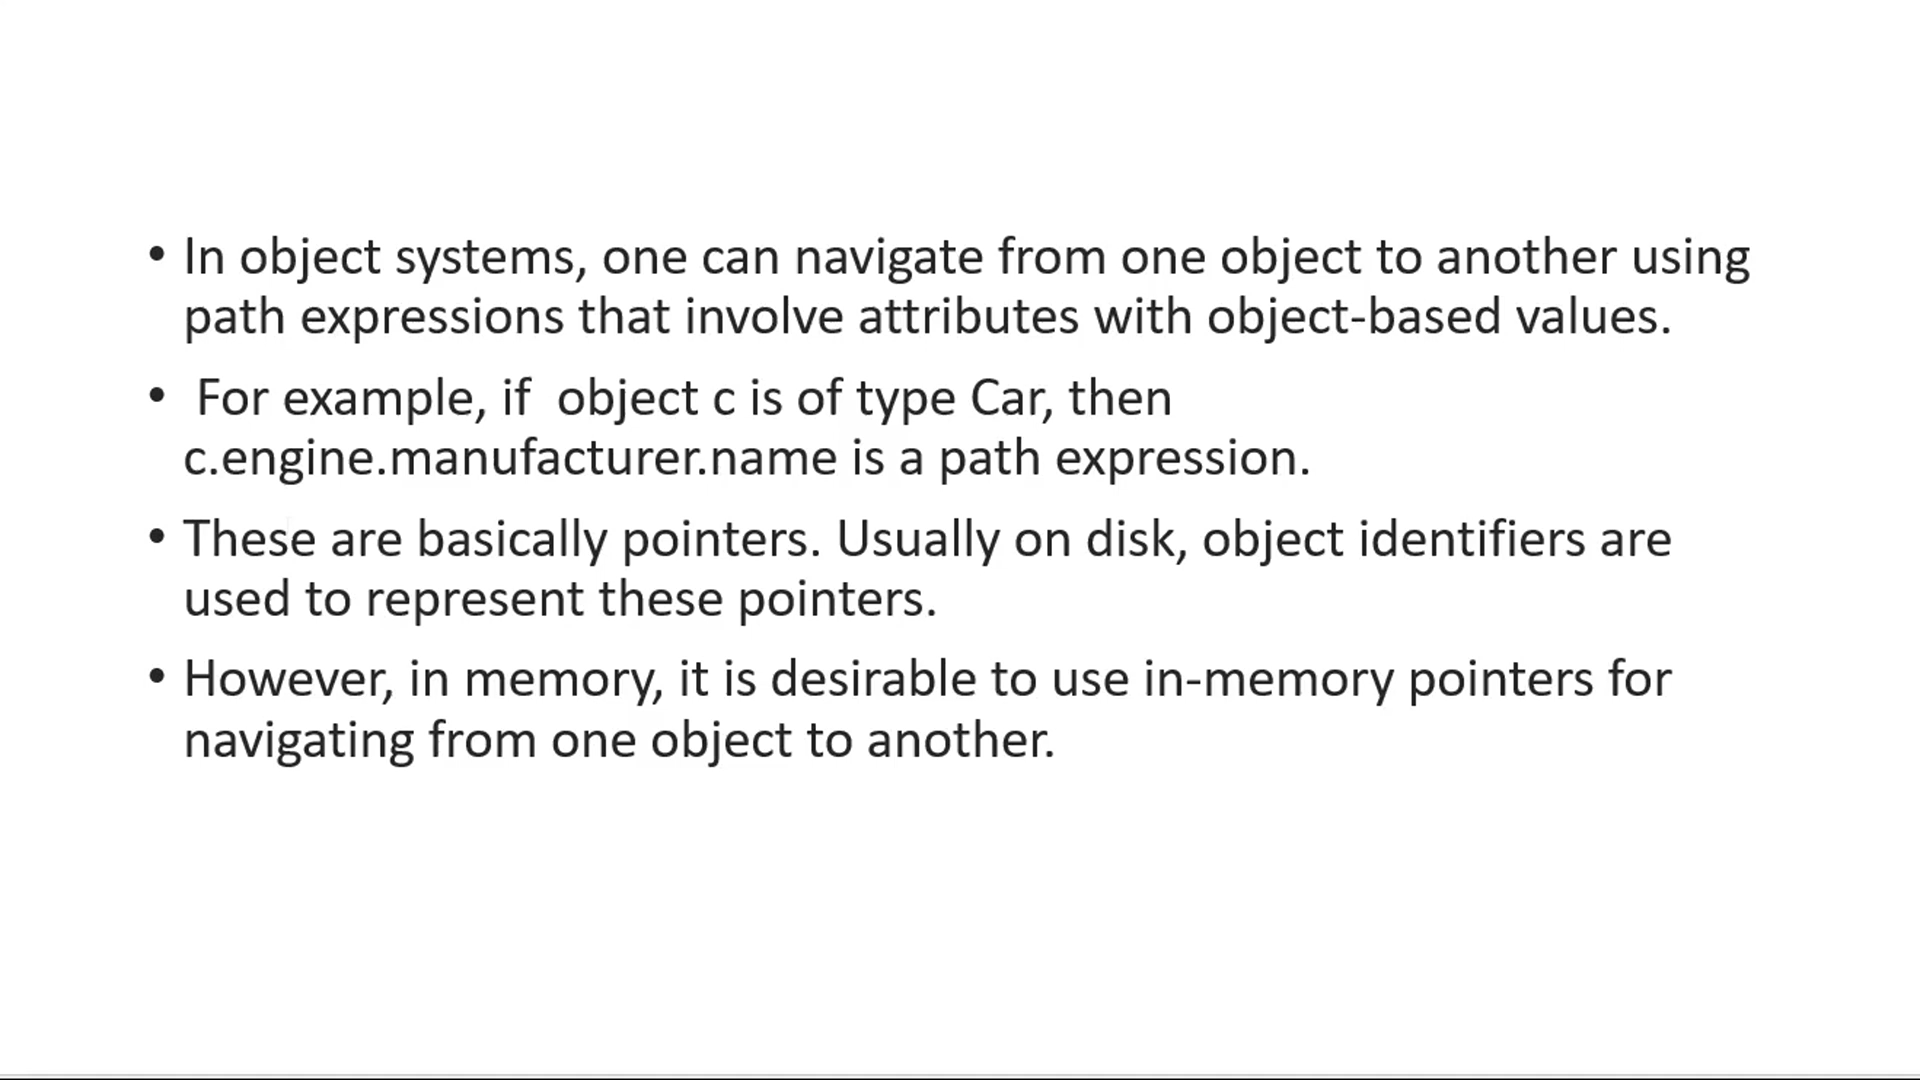 • In object systems, one can navigate from one object to another using
path expressions that involve attributes with object-based values.
• For example, if  object c is of type Car, then
c.engine.manufacturer.name is a path expression.
• These are basically pointers. Usually on disk, object identifiers are
used to represent these pointers.
• However, in memory, it is desirable to use in-memory pointers for
navigating from one object to another.